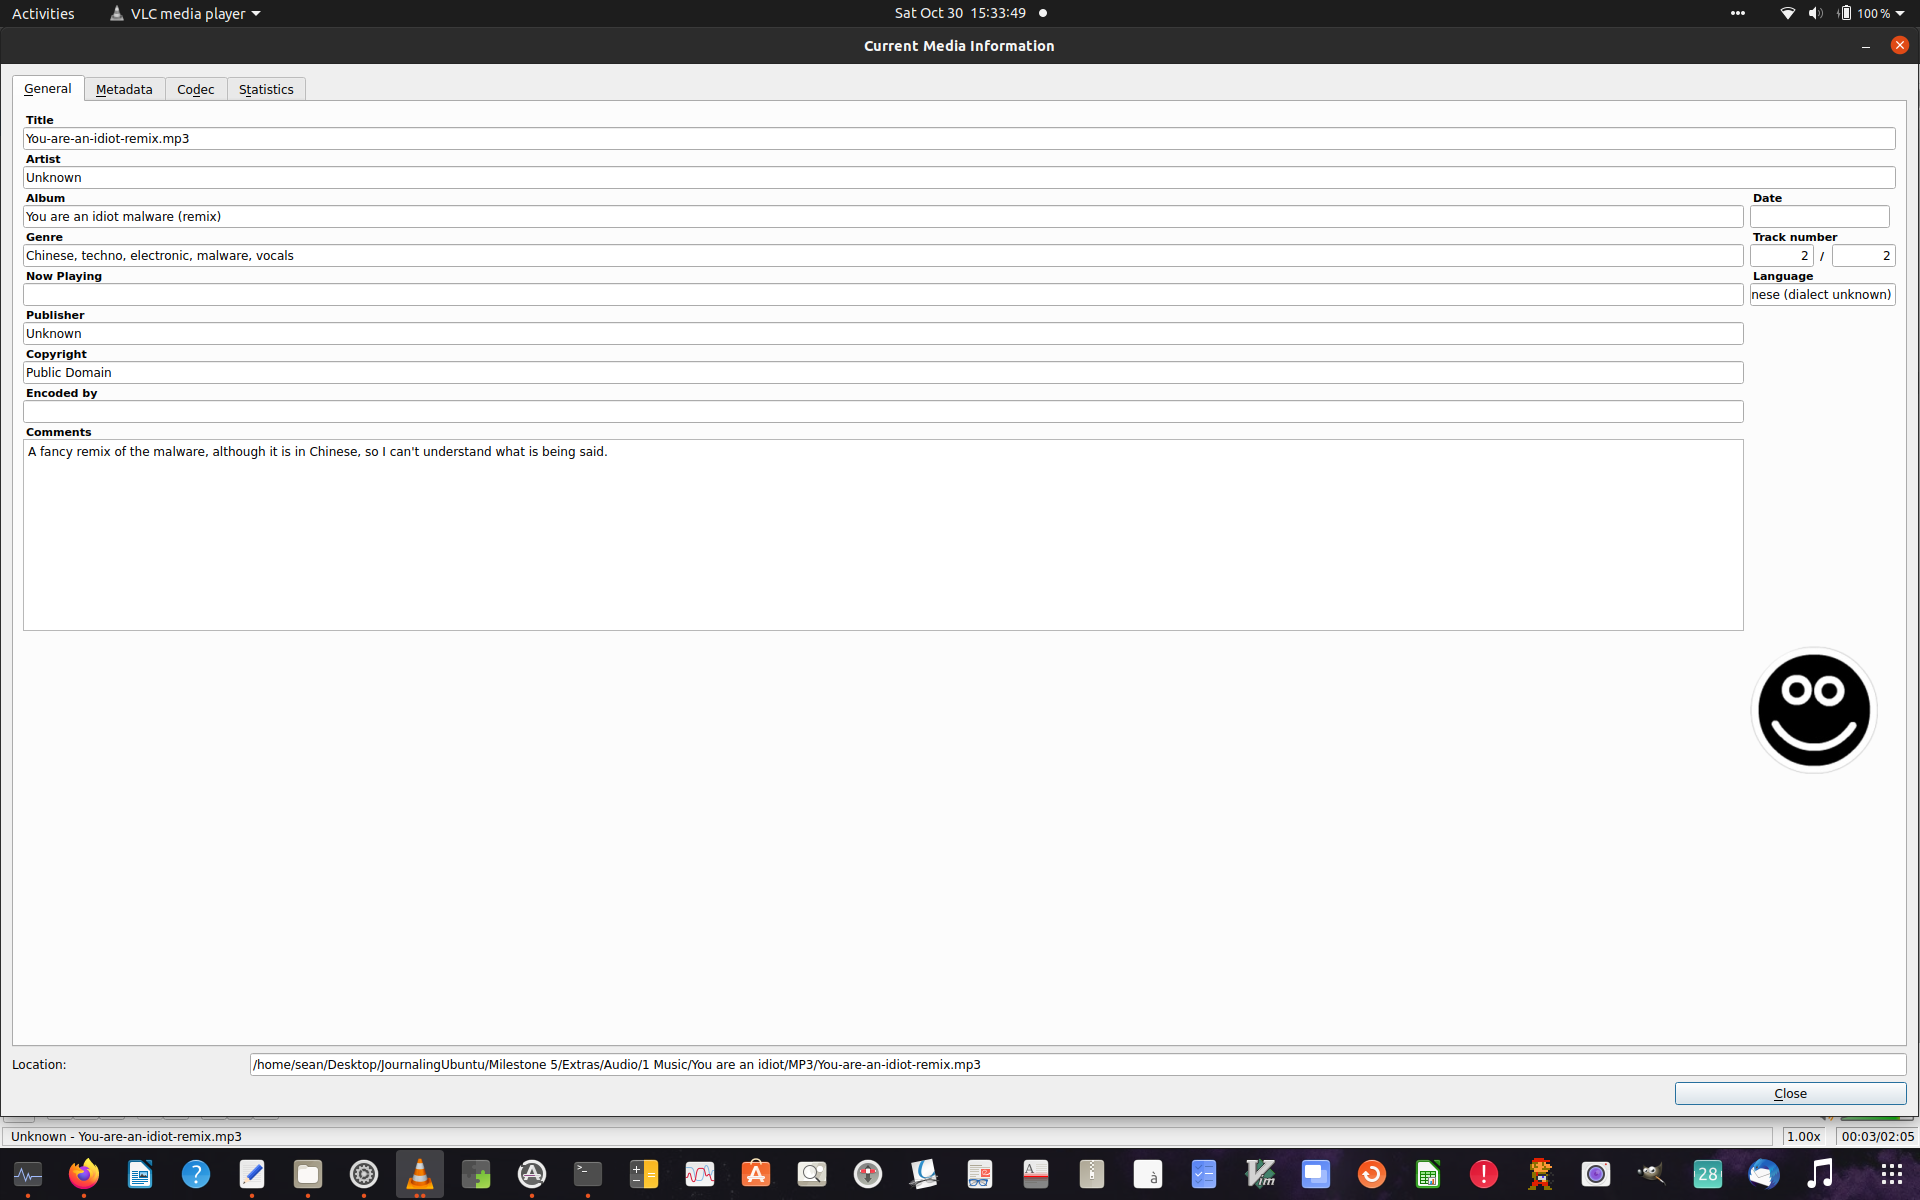 Activities
VLC media player
Sat Oct 30 15:33:49
100 %
Current Media Information
General
Metadata
Codec
Statistics
Title
You-are-an-idiot-remix.mp3
Artist
Unknown
Album
Date
You are an idiot malware (remix)
Genre
Track number
Chinese, techno, electronic, malware, vocals
2 / 2
Now Playing
Language
nese (dialect unknown)
Publisher
Unknown
Copyright
Public Domain
Encoded by
Comments
A fancy remix of the malware, although it is in Chinese, so I can't understand what is being said.
Location:
/home/sean/Desktop/JournalingUbuntu/Milestone 5/Extras/Audio/1 Music/You are an idiot/MP3/You-are-an-idiot-remix.mp3
Close
Unknown - You-are-an-idiot-remix.mp3
1.00x
00:03/02:05
28